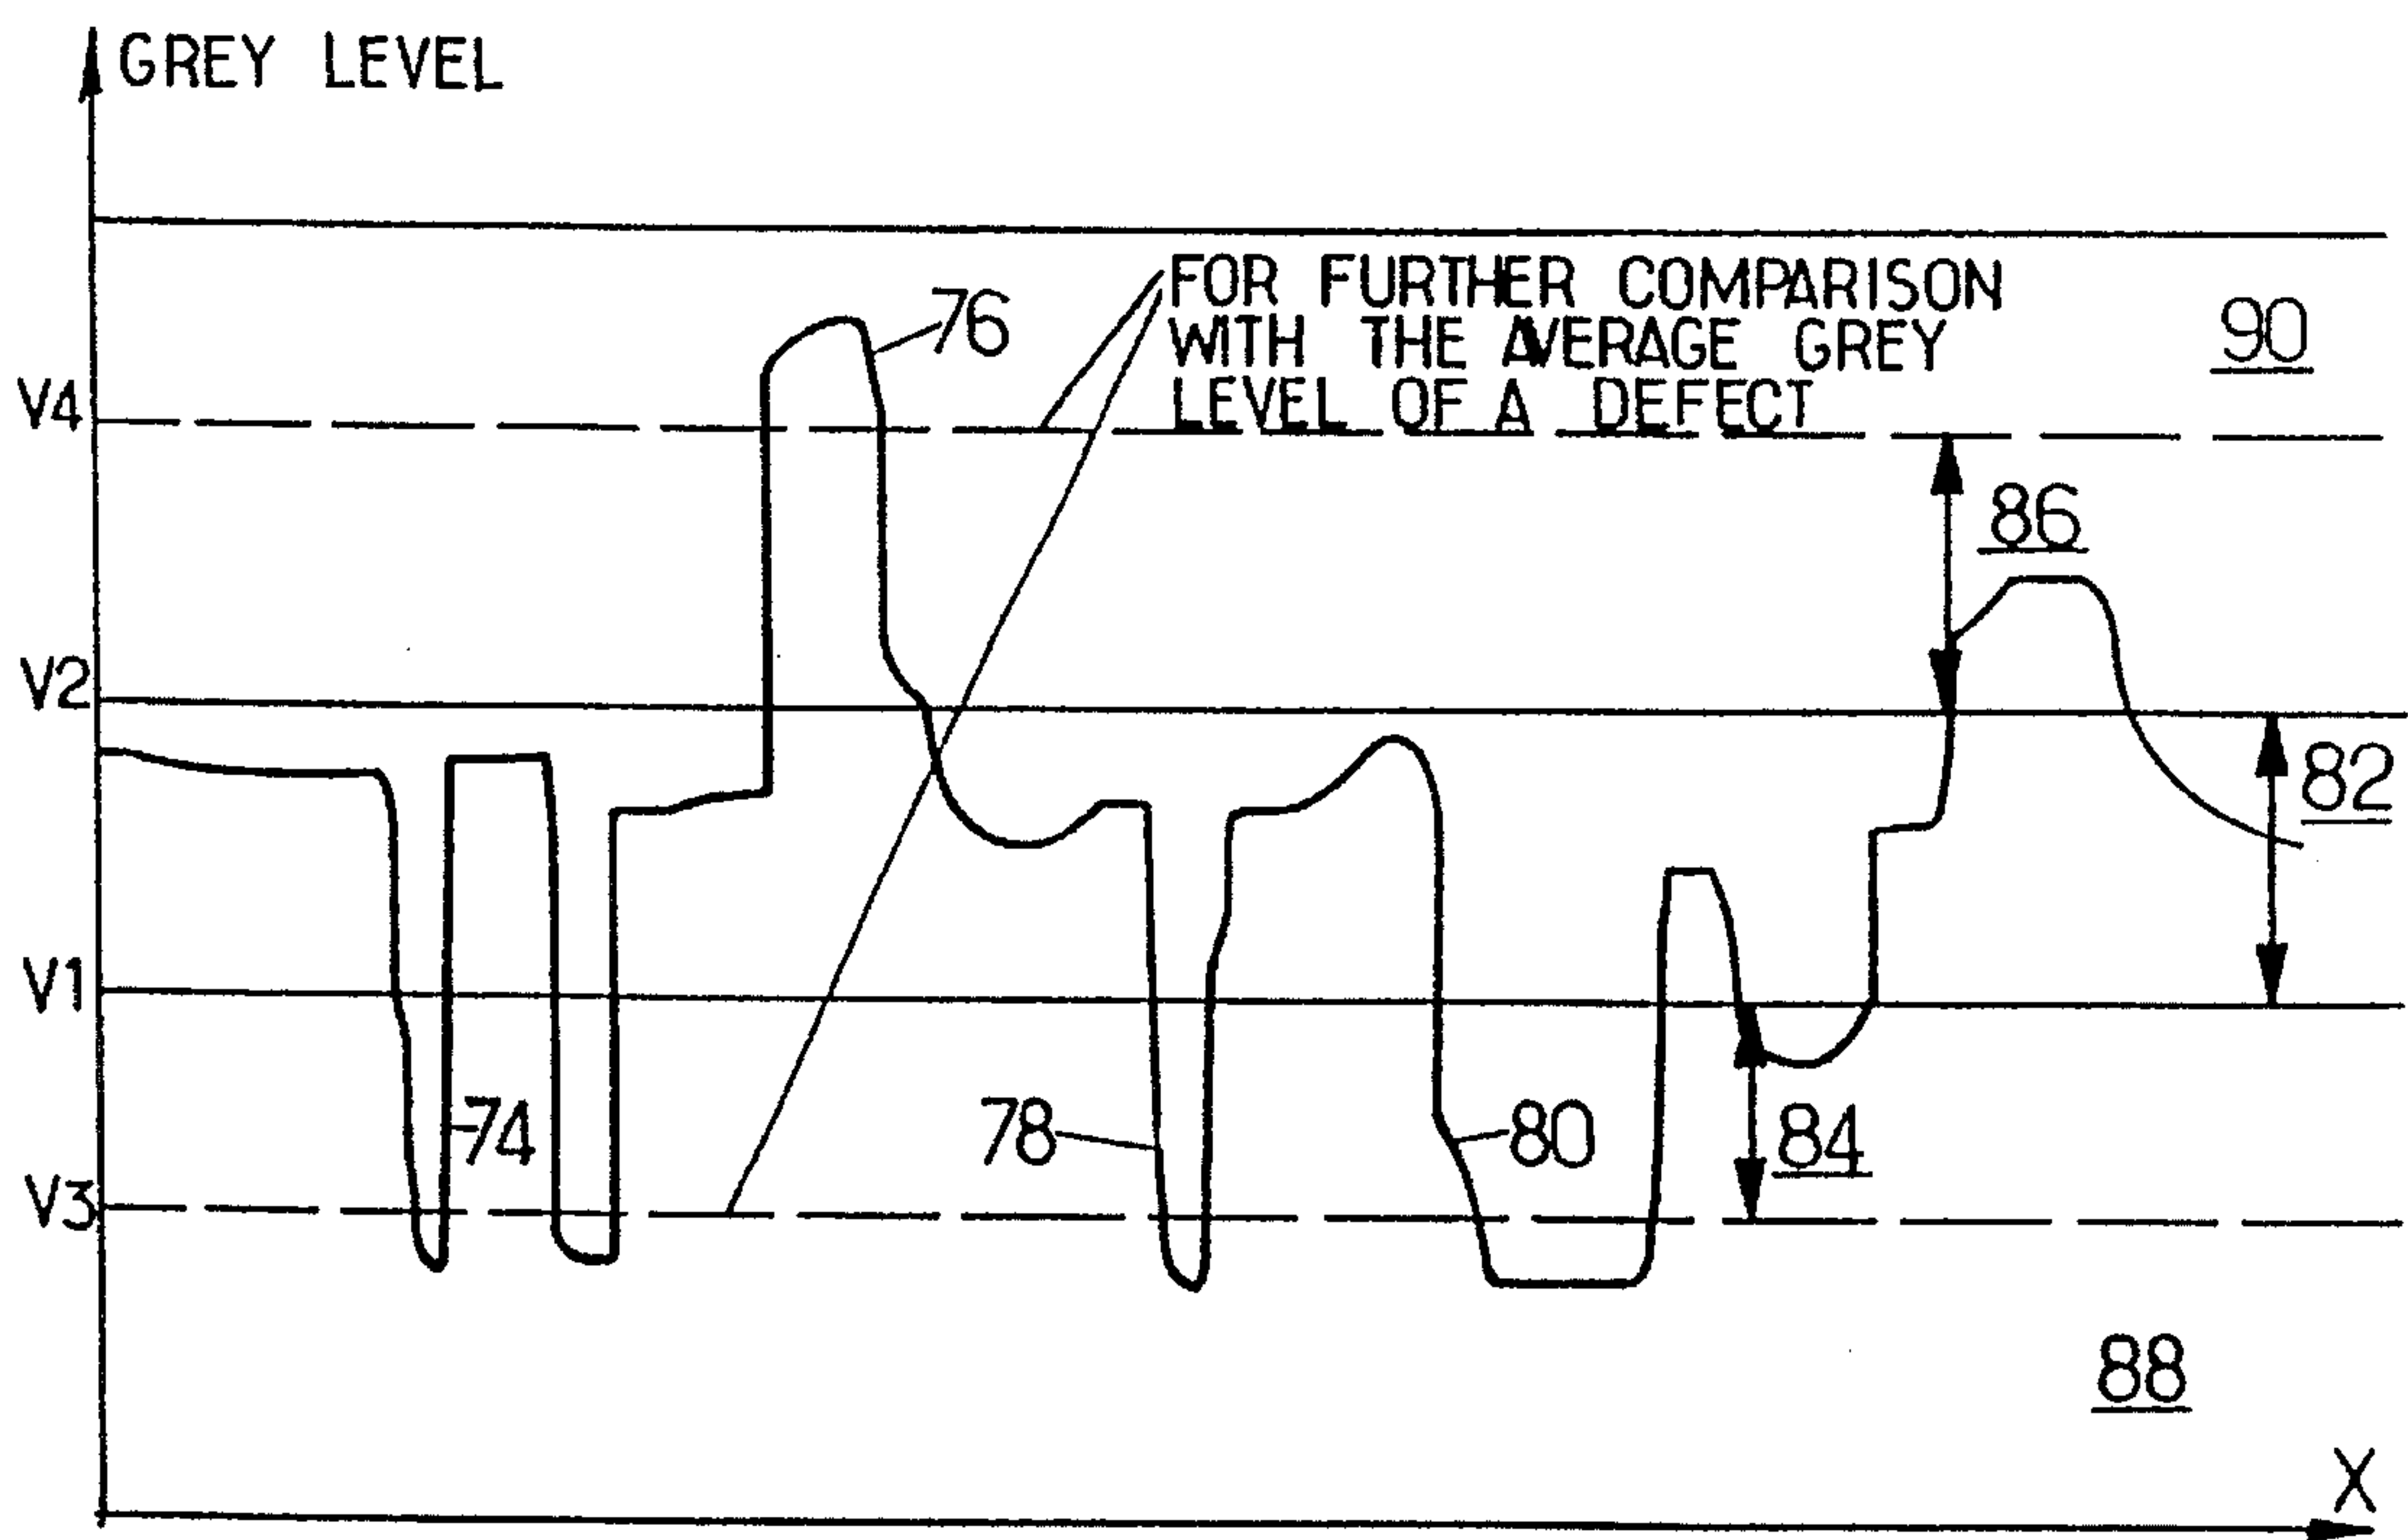 GREY LEVEL
FOR FURTHER COMPARISON
WITH THE AVERAGE GREY
LEVEL OF A DEFECT
76
90
V4
86
V2
82
V1
74
78
80
84
V3
88
X